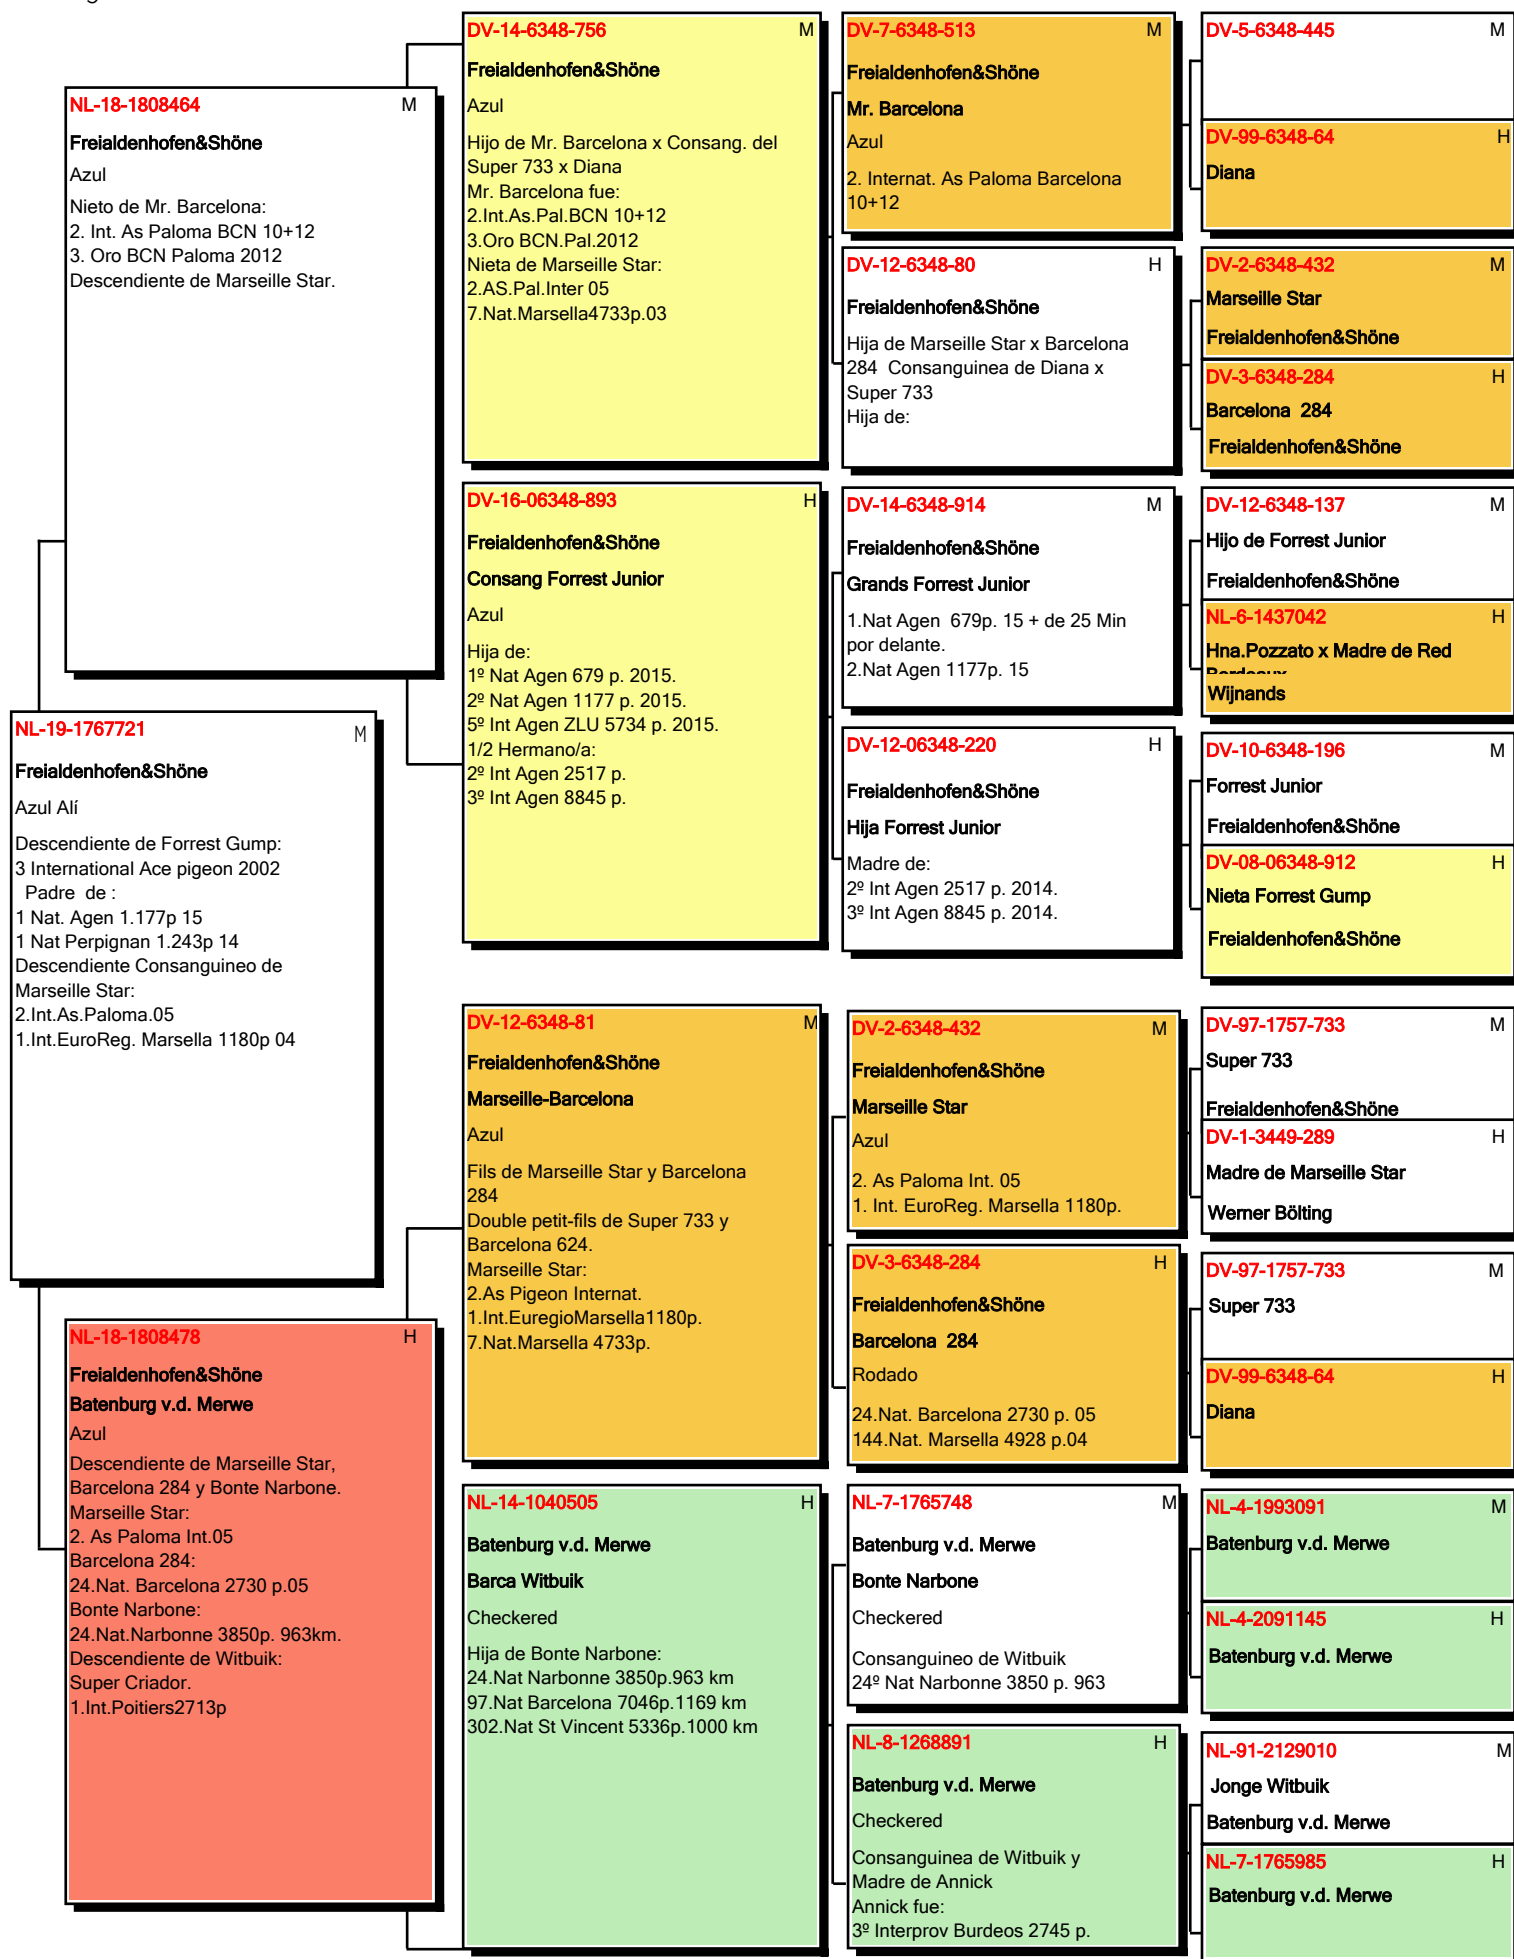 NL-19-1767721 M
Freialdenhofen&Shöne
Azul Alí
Descendiente de Forrest Gump:
3 International Ace pigeon 2002
Padre de :
1 Nat. Agen 1.177p 15
1 Nat Perpignan 1.243p 14
Descendiente Consanguineo de
Marseille Star:
2.Int.As.Paloma.05
1.Int.EuroReg. Marsella 1180p 04
NL-18-1808464 M
Freialdenhofen&Shöne
Azul
Nieto de Mr. Barcelona:
2. Int. As Paloma BCN 10+12
3. Oro BCN Paloma 2012
Descendiente de Marseille Star.
NL-18-1808478 H
Freialdenhofen&Shöne
Batenburg v.d. Merwe
Azul
Descendiente de Marseille Star,
Barcelona 284 y Bonte Narbone.
Marseille Star:
2. As Paloma Int.05
Barcelona 284:
24.Nat. Barcelona 2730 p.05
Bonte Narbone:
24.Nat.Narbonne 3850p. 963km.
Descendiente de Witbuik:
Super Criador.
1.Int.Poitiers2713p
DV-14-6348-756 M
Freialdenhofen&Shöne
Azul
Hijo de Mr. Barcelona x Consang. del
Super 733 x Diana
Mr. Barcelona fue:
2.Int.As.Pal.BCN 10+12
3.Oro BCN.Pal.2012
Nieta de Marseille Star:
2.AS.Pal.Inter 05
7.Nat.Marsella4733p.03
DV-16-06348-893 H
Freialdenhofen&Shöne
Consang Forrest Junior
Azul
Hija de:
1º Nat Agen 679 p. 2015.
2º Nat Agen 1177 p. 2015.
5º Int Agen ZLU 5734 p. 2015.
1/2 Hermano/a:
2º Int Agen 2517 p.
3º Int Agen 8845 p.
DV-12-6348-81 M
Freialdenhofen&Shöne
Marseille-Barcelona
Azul
Fils de Marseille Star y Barcelona
284
Double petit-fils de Super 733 y
Barcelona 624.
Marseille Star:
2.As Pigeon Internat.
1.Int.EuregioMarsella1180p.
7.Nat.Marsella 4733p.
NL-14-1040505 H
Batenburg v.d. Merwe
Barca Witbuik
Checkered
Hija de Bonte Narbone:
24.Nat Narbonne 3850p.963 km
97.Nat Barcelona 7046p.1169 km
302.Nat St Vincent 5336p.1000 km
DV-7-6348-513 M
Freialdenhofen&Shöne
Mr. Barcelona
Azul
2. Internat. As Paloma Barcelona
10+12
DV-12-6348-80 H
Freialdenhofen&Shöne
Hija de Marseille Star x Barcelona
284 Consanguinea de Diana x
Super 733
Hija de:
DV-14-6348-914 M
Freialdenhofen&Shöne
Grands Forrest Junior
1.Nat Agen 679p. 15 + de 25 Min
por delante.
2.Nat Agen 1177p. 15
DV-12-06348-220 H
Freialdenhofen&Shöne
Hija Forrest Junior
Madre de:
2º Int Agen 2517 p. 2014.
3º Int Agen 8845 p. 2014.
DV-2-6348-432 M
Freialdenhofen&Shöne
Marseille Star
Azul
2. As Paloma Int. 05
1. Int. EuroReg. Marsella 1180p.
DV-3-6348-284 H
Freialdenhofen&Shöne
Barcelona 284
Rodado
24.Nat. Barcelona 2730 p. 05
144.Nat. Marsella 4928 p.04
NL-7-1765748 M
Batenburg v.d. Merwe
Bonte Narbone
Checkered
Consanguineo de Witbuik
24º Nat Narbonne 3850 p. 963
NL-8-1268891 H
Batenburg v.d. Merwe
Checkered
Consanguinea de Witbuik y
Madre de Annick
Annick fue:
3º Interprov Burdeos 2745 p.
DV-5-6348-445 M
DV-99-6348-64 H
Diana
DV-2-6348-432 M
Marseille Star
Freialdenhofen&Shöne
DV-3-6348-284 H
Barcelona 284
Freialdenhofen&Shöne
DV-12-6348-137 M
Hijo de Forrest Junior
Freialdenhofen&Shöne
NL-6-1437042 H
Hna.Pozzato x Madre de Red
Wijnands
DV-10-6348-196 M
Forrest Junior
Freialdenhofen&Shöne
DV-08-06348-912 H
Nieta Forrest Gump
Freialdenhofen&Shöne
DV-97-1757-733 M
Super 733
Freialdenhofen&Shöne
DV-1-3449-289 H
Madre de Marseille Star
Werner Bölting
DV-97-1757-733 M
Super 733
DV-99-6348-64 H
Diana
NL-4-1993091 M
Batenburg v.d. Merwe
NL-4-2091145 H
Batenburg v.d. Merwe
NL-91-2129010 M
Jonge Witbuik
Batenburg v.d. Merwe
NL-7-1765985 H
Batenburg v.d. Merwe